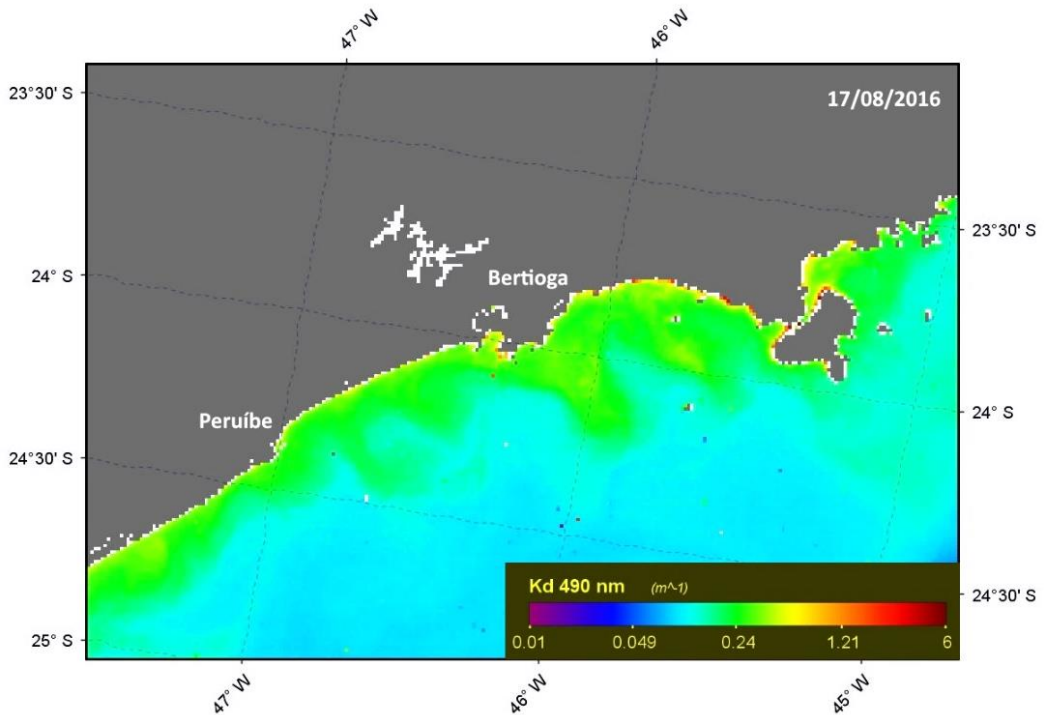 47° W
46° W
23°30' S
17/08/2016
23°30' S
24° S
Bertioga
24° S
Peruíbe
24°30' S
Kd 490 nm (m^-1)
24°30' S
0.01 0.049 0.24 1.21 6
25° S
47° W
46° W
45° W